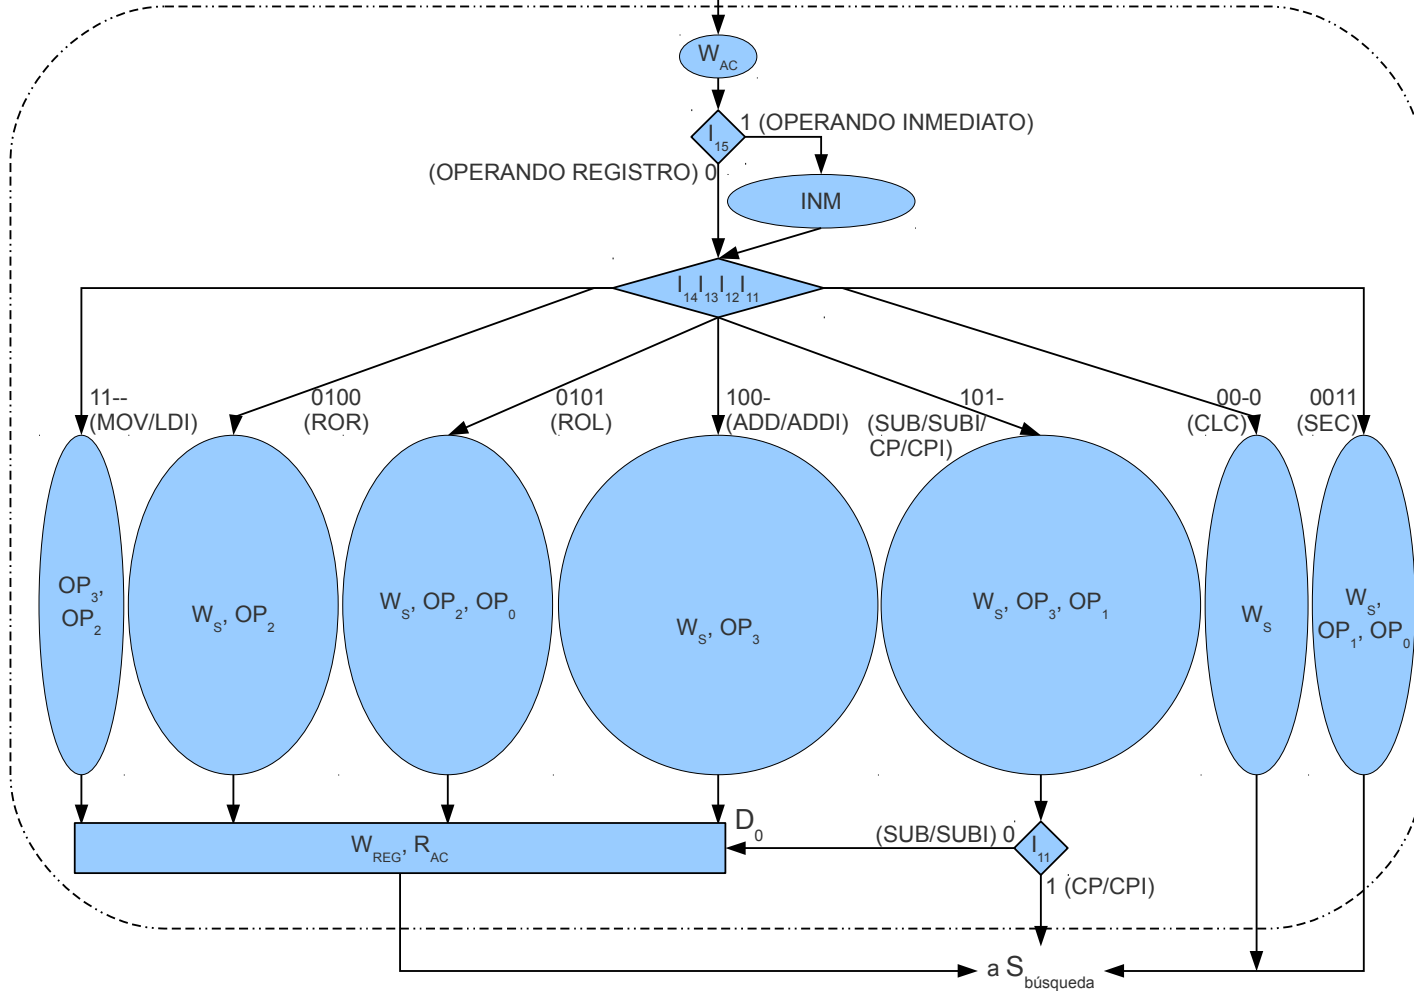 W_AC
I_15
1 (OPERANDO INMEDIATO)
(OPERANDO REGISTRO) 0
INM
I_14 I_13 I_12 I_11
11--
(MOV/LDI)
0100
(ROR)
0101
(ROL)
100-
(ADD/ADDI)
101-
(SUB/SUBI/
CP/CPI)
00-0
(CLC)
0011
(SEC)
OP_3,
OP_2
W_S, OP_2
W_S, OP_2, OP_0
W_S, OP_3
W_S, OP_3, OP_1
W_S
W_S,
OP_1, OP_0
W_REG, R_AC
D_0
(SUB/SUBI) 0
I_11
1 (CP/CPI)
a S_búsqueda